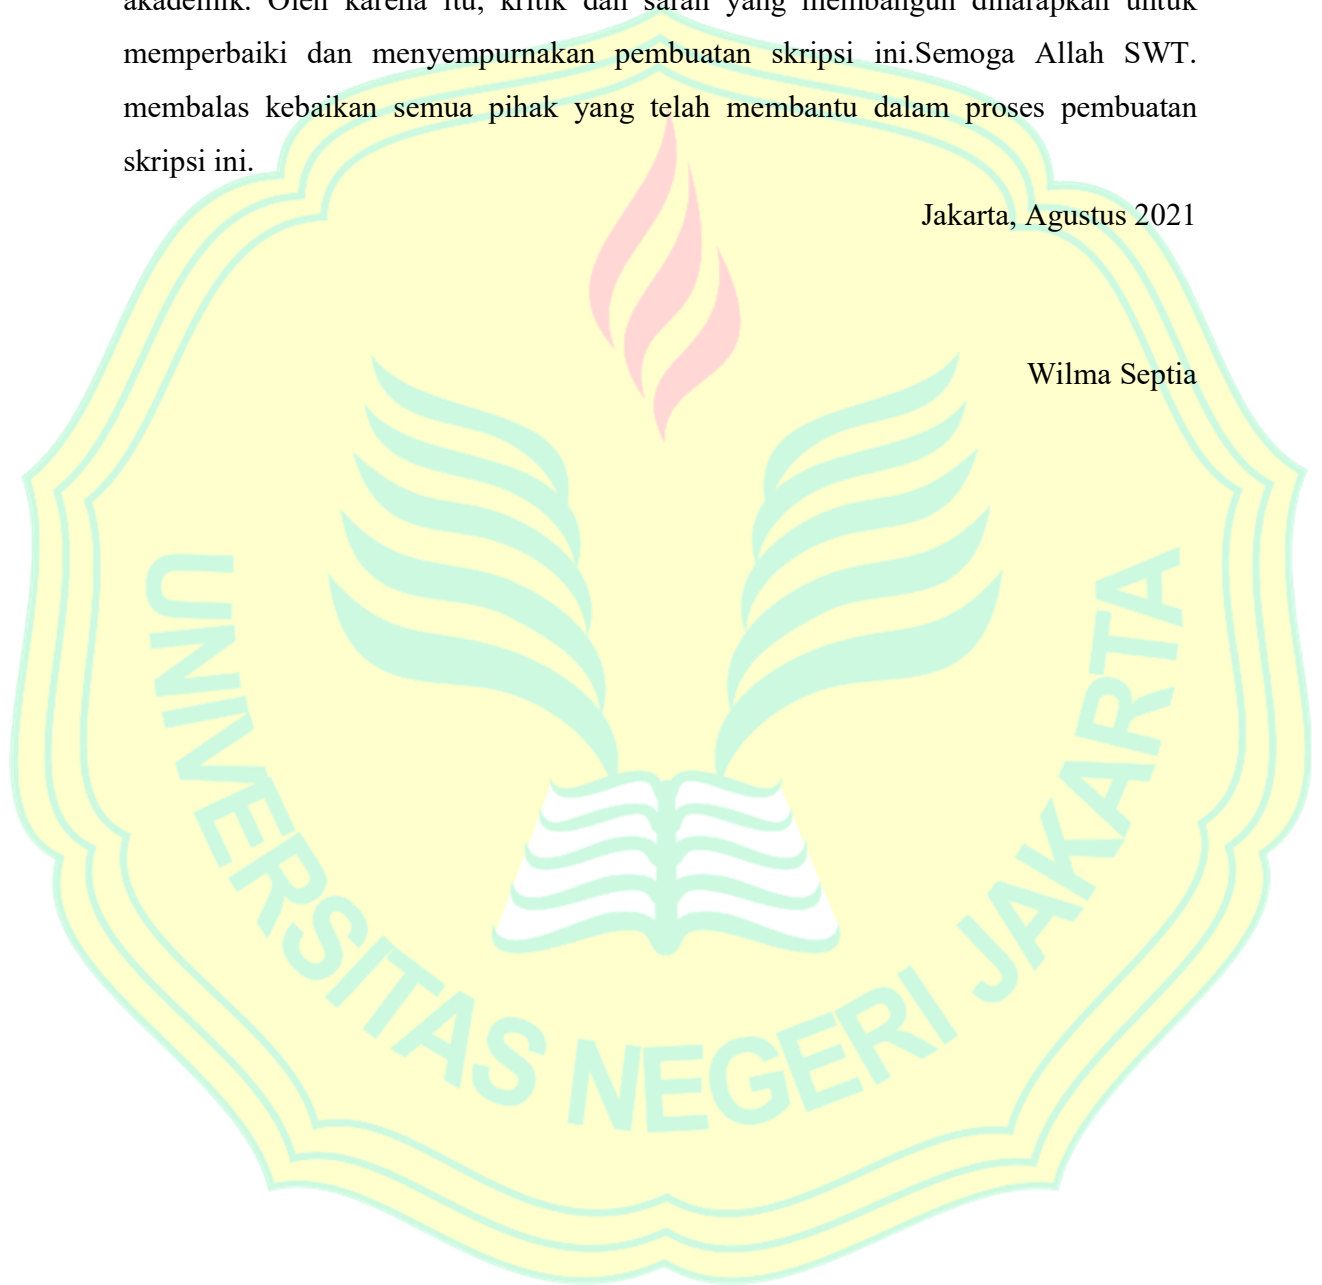 akademik. Oleh karena itu, kritik dan saran yang membangun diharapkan untuk
memperbaiki dan menyempurnakan pembuatan skripsi ini.Semoga Allah SWT.
membalas kebaikan semua pihak yang telah membantu dalam proses pembuatan
skripsi ini.
Jakarta, Agustus 2021
Wilma Septia
UNIVERSITAS NEGERI JAKARTA